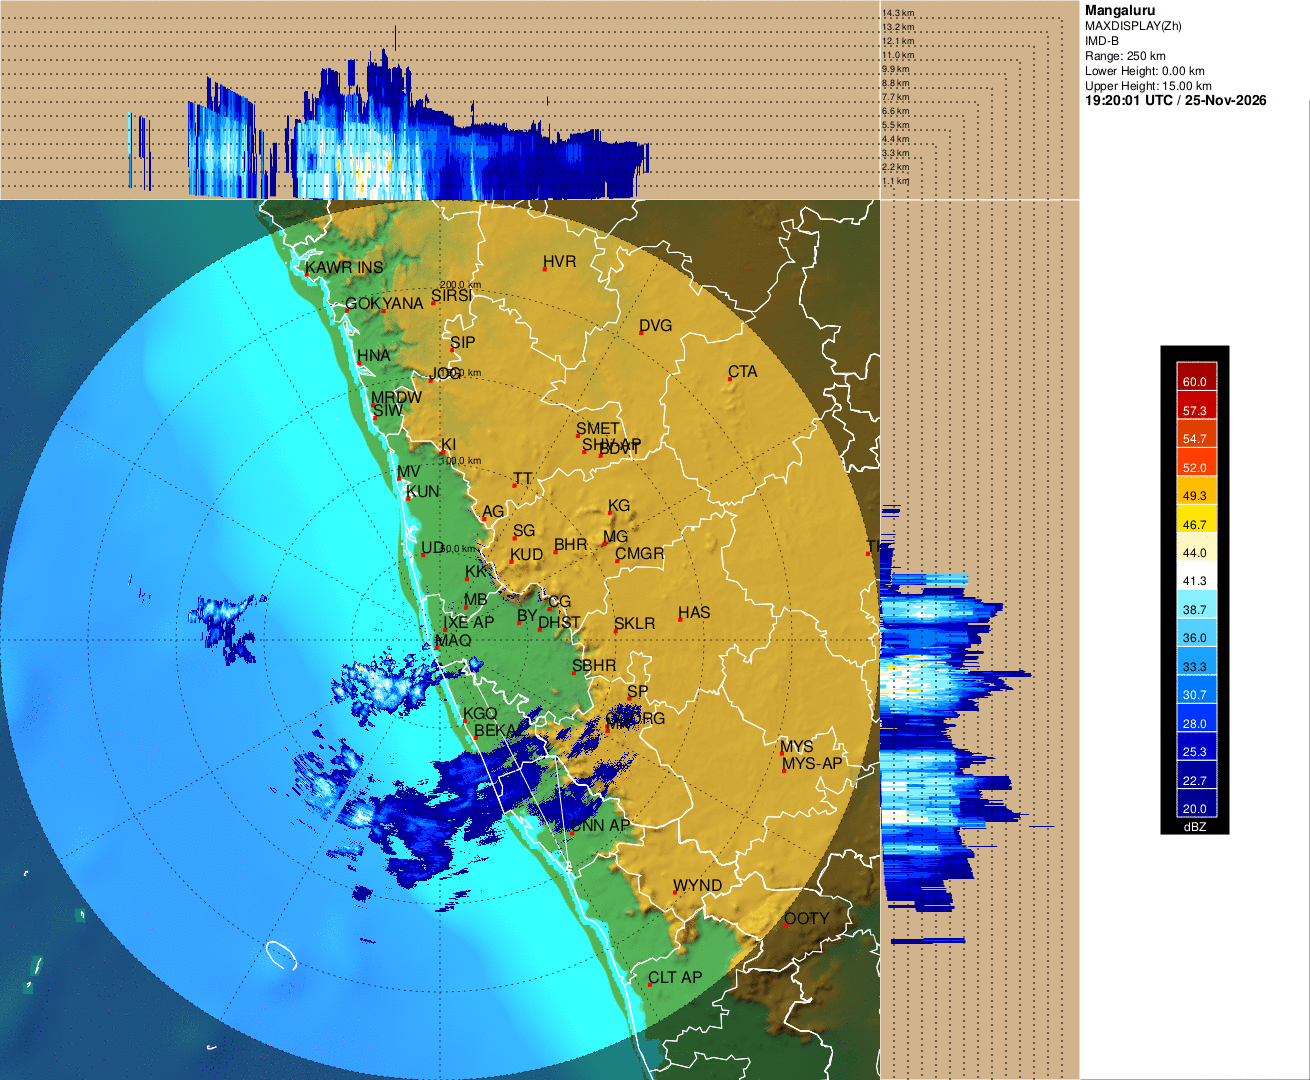 14.3 km
13.2 km
12.1 km
11.0 km
9.9 km
8.8 km
7.7 km
6.6 km
5.5 km
4.4 km
3.3 km
2.2 km
1.1 km
Mangaluru
MAXDISPLAY(Zh)
IMD-B
Range: 250 km
Lower Height: 0.00 km
Upper Height: 15.00 km
19:20:01 UTC / 25-Nov-2026
KAWR INS
HVR
200.0 km
SIRSI
GOKYANA
DVG
SIP
HNA
JOG
CTA
MRDW
SIW
SMET
SHV-AP
BDVT
KI
100.0 km
MV
TT
KUN
KG
AG
SG
MG
UD
50.0 km
KUD
BHR
CMGR
KK
MB
CG
BY
DHST
IXE AP
SKLR
HAS
MAQ
SBHR
SP
KGQ
BEKA
MYS
MYS-AP
CNN AP
WYND
OOTY
CLT AP
60.0
57.3
54.7
52.0
49.3
46.7
44.0
41.3
38.7
36.0
33.3
30.7
28.0
25.3
22.7
20.0
dBZ